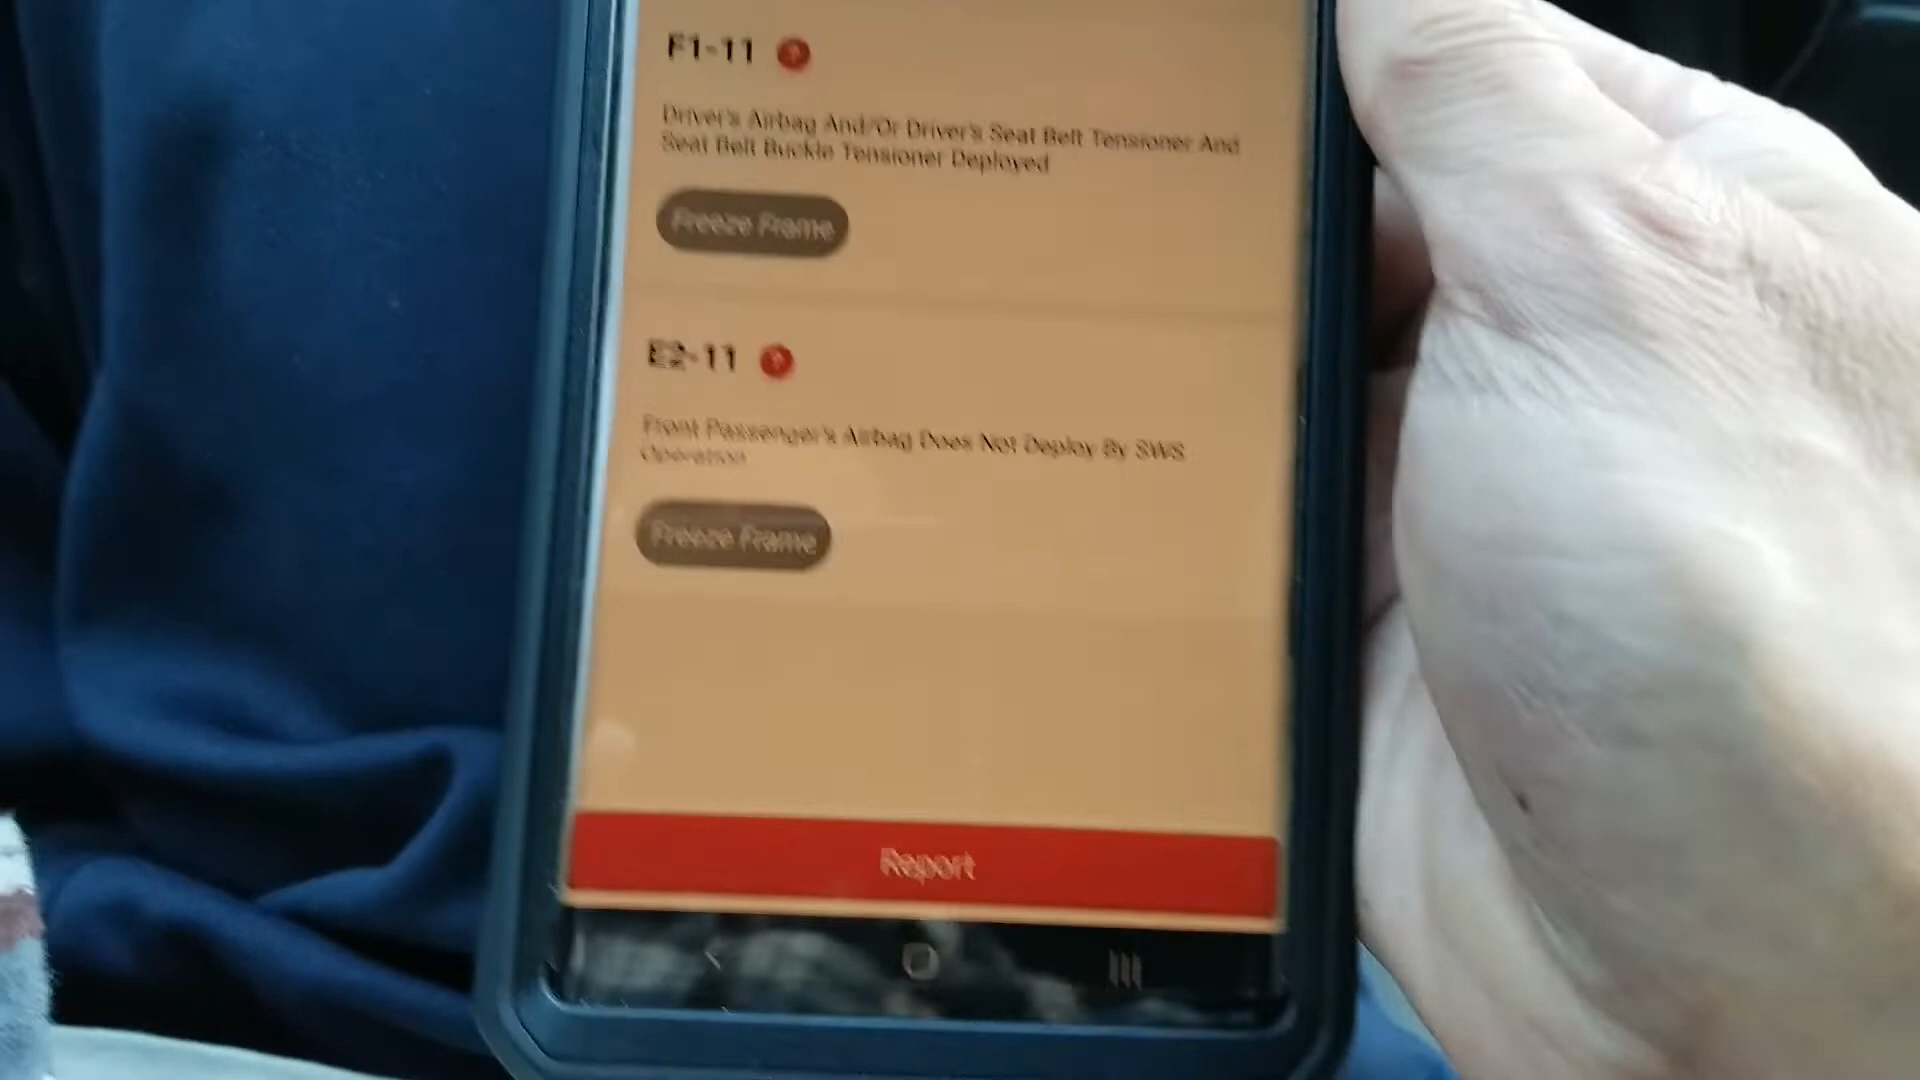 F1-11
Driver's Airbag And/Or Driver's Seat Belt Tensioner And
Seat Belt Buckle Tensioner Deployed
Freeze Frame
E2-11
Front Passenger's Airbag Does Not Deploy By SWS
Operation
Freeze Frame
Report